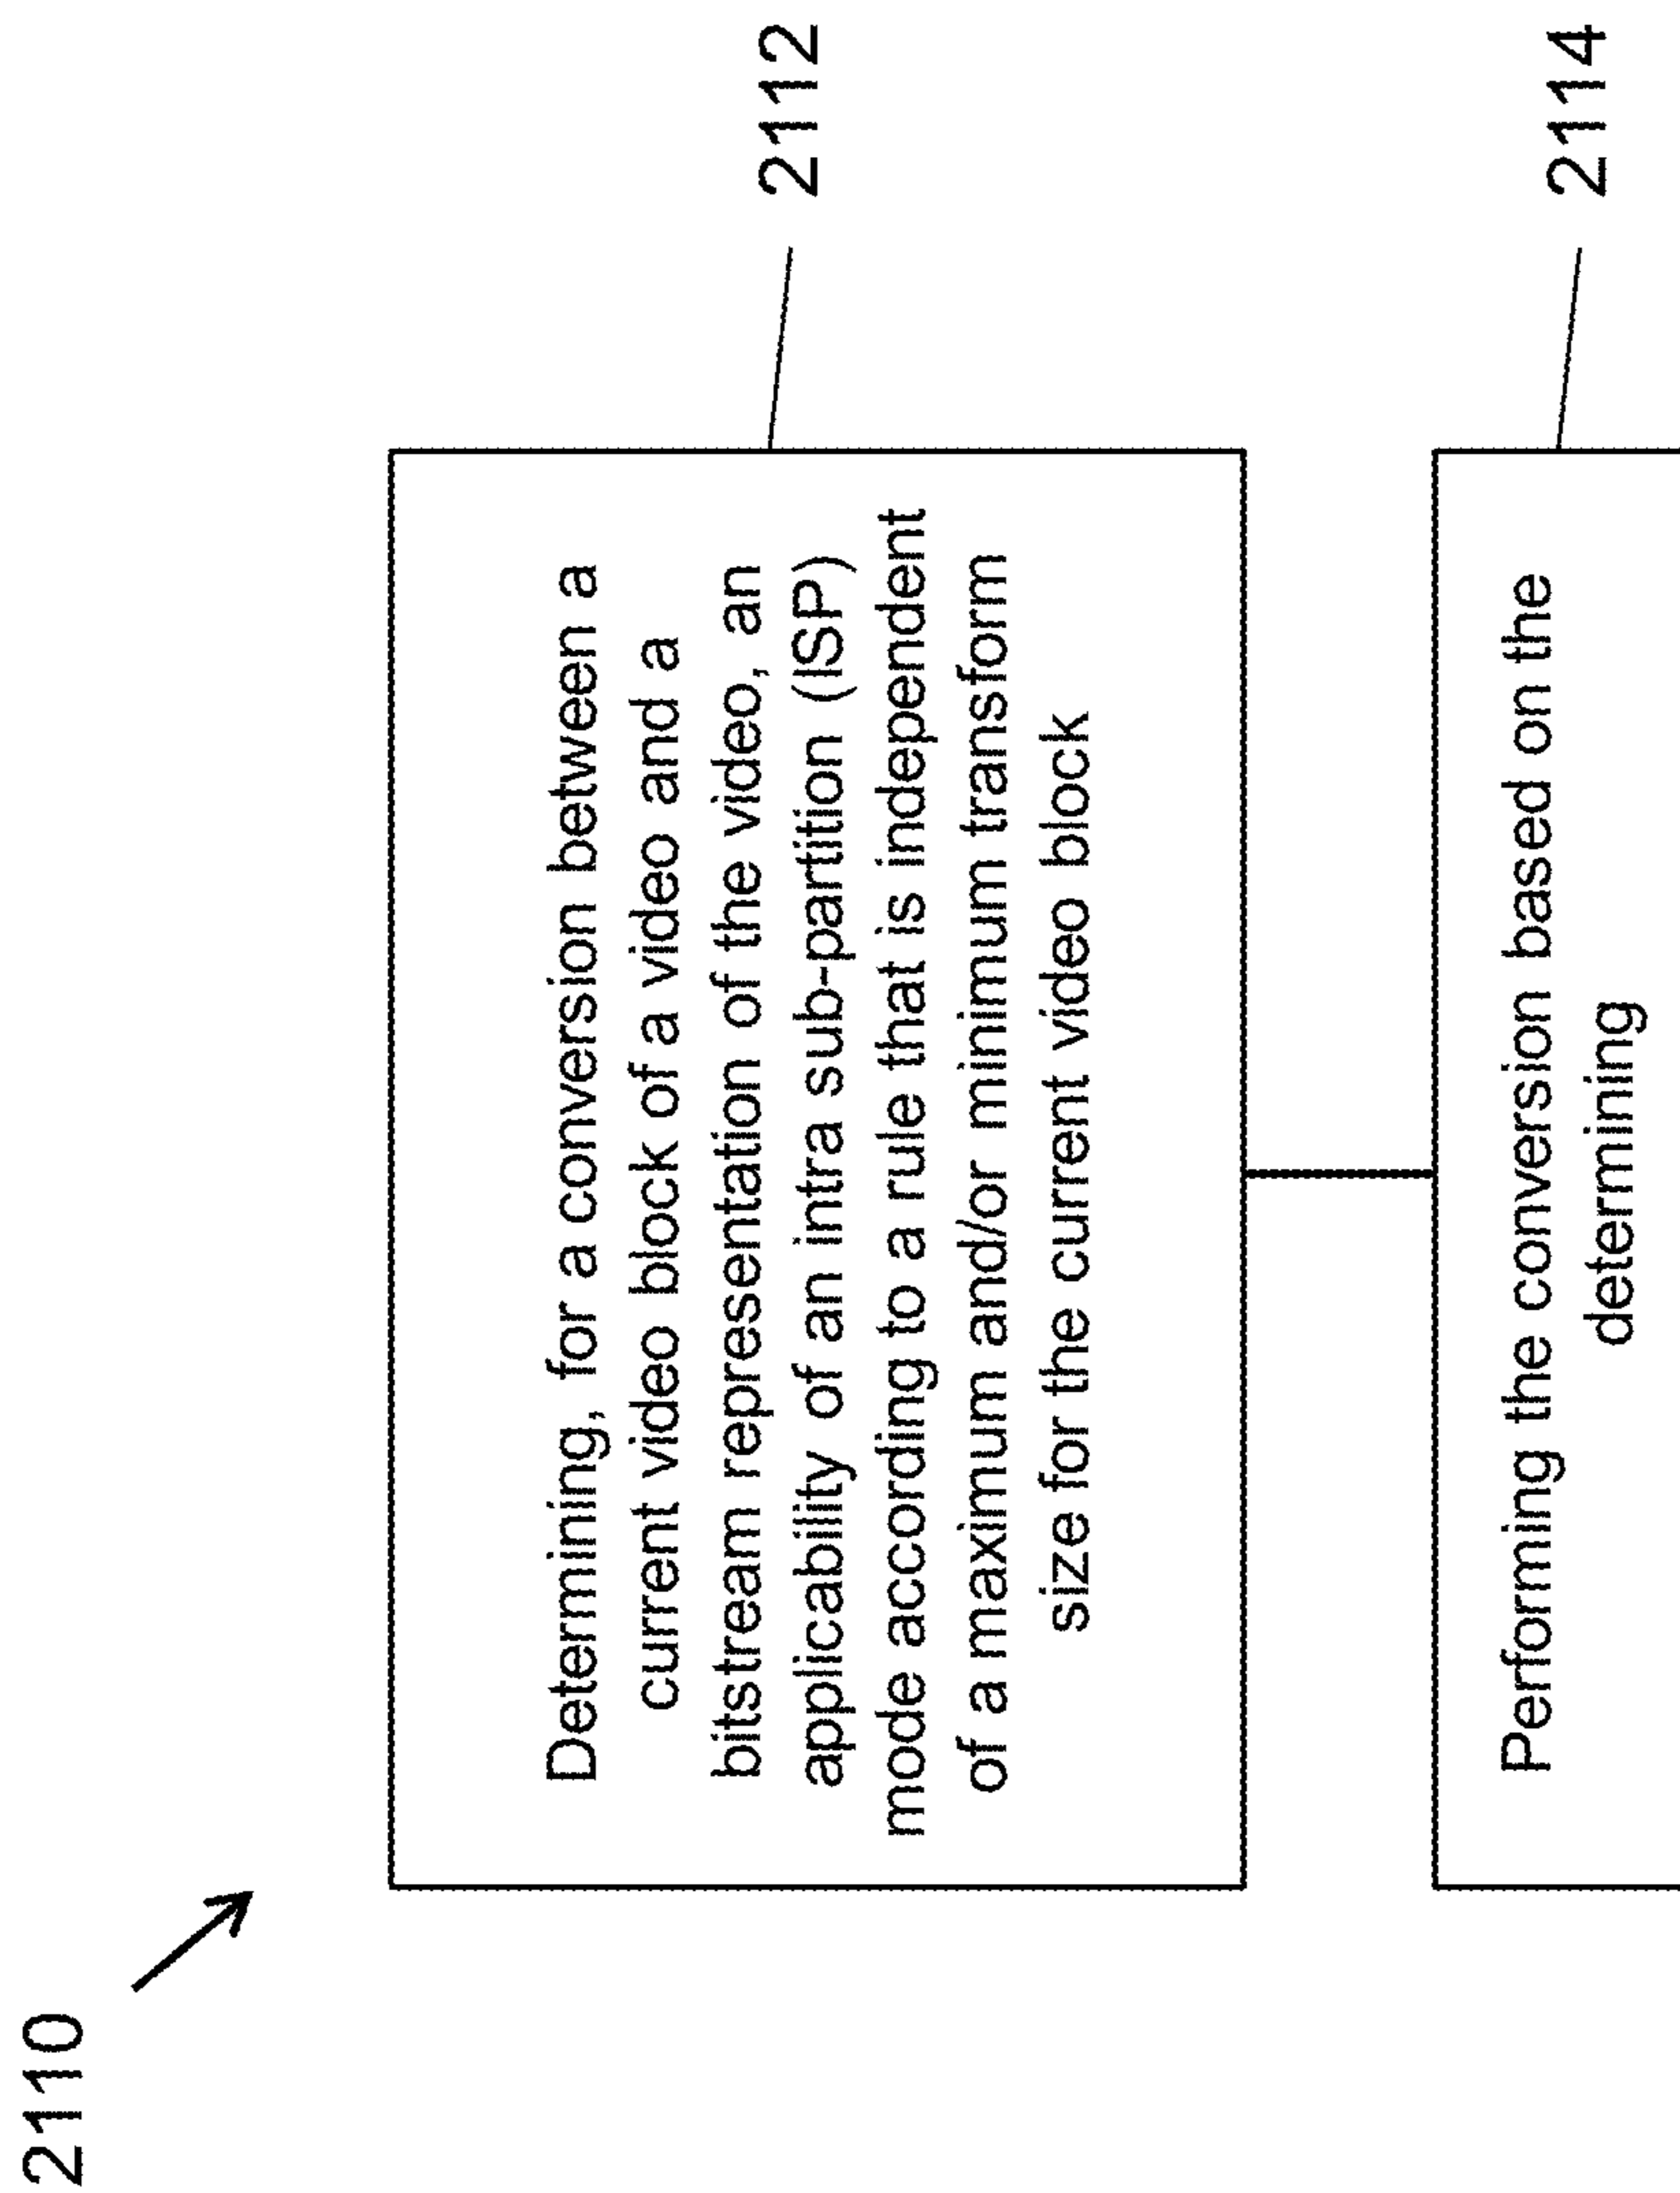 2110
Determining, for a conversion between a
current video block of a video and a
bitstream representation of the video, an
applicability of an intra sub-partition (ISP)
mode according to a rule that is independent
of a maximum and/or minimum transform
size for the current video block
2112
Performing the conversion based on the
determining
2114